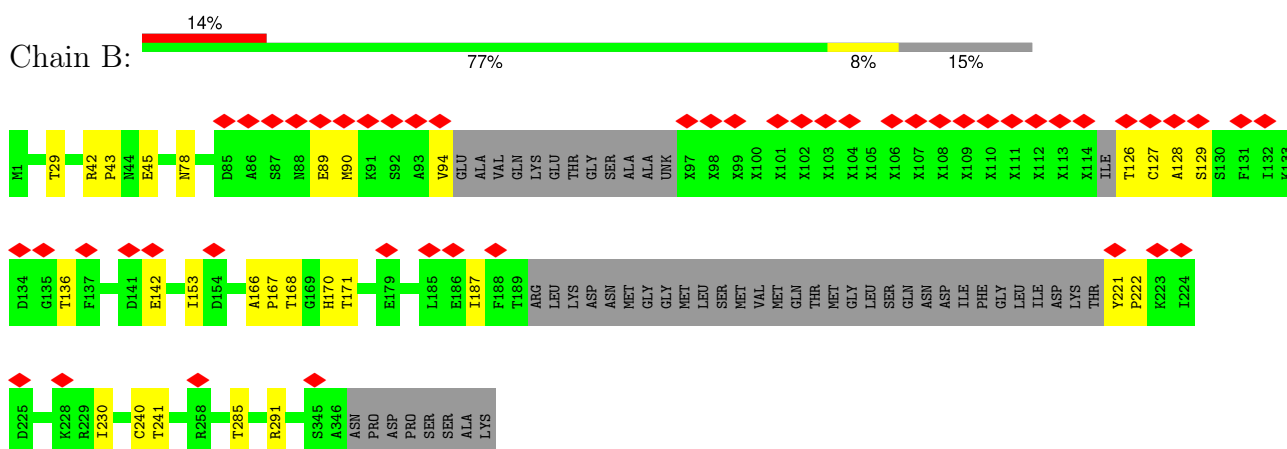 14%
Chain B:
77% 8% 15%
M1 T29 R42 P43 N44 E45 N78 D85 A86 S87 N88 E89 M90 K91 S92 A93 V94 GLU ALA VAL GLN LYS GLU THR GLY SER ALA ALA UNK X97 X98 X99 X100 X101 X102 X103 X104 X105 X106 X107 X108 X109 X110 X111 X112 X113 X114 ILE T126 C127 A128 S129 S130 F131 I132 K133
D134 G135 T136 F137 D141 E142 I153 D154 A166 P167 T168 G169 H170 T171 E179 L185 E186 I187 F188 T189 ARG LEU LYS ASP ASN MET GLY GLY MET LEU SER MET VAL MET GLN THR MET GLY LEU SER GLN ASN ASP ILE PHE GLY LEU ILE ASP LYS THR Y221 P222 K223 I224
D225 K228 R229 I230 C240 T241 R258 T285 R291 S345 A346 ASN PRO ASP PRO SER SER ALA LYS